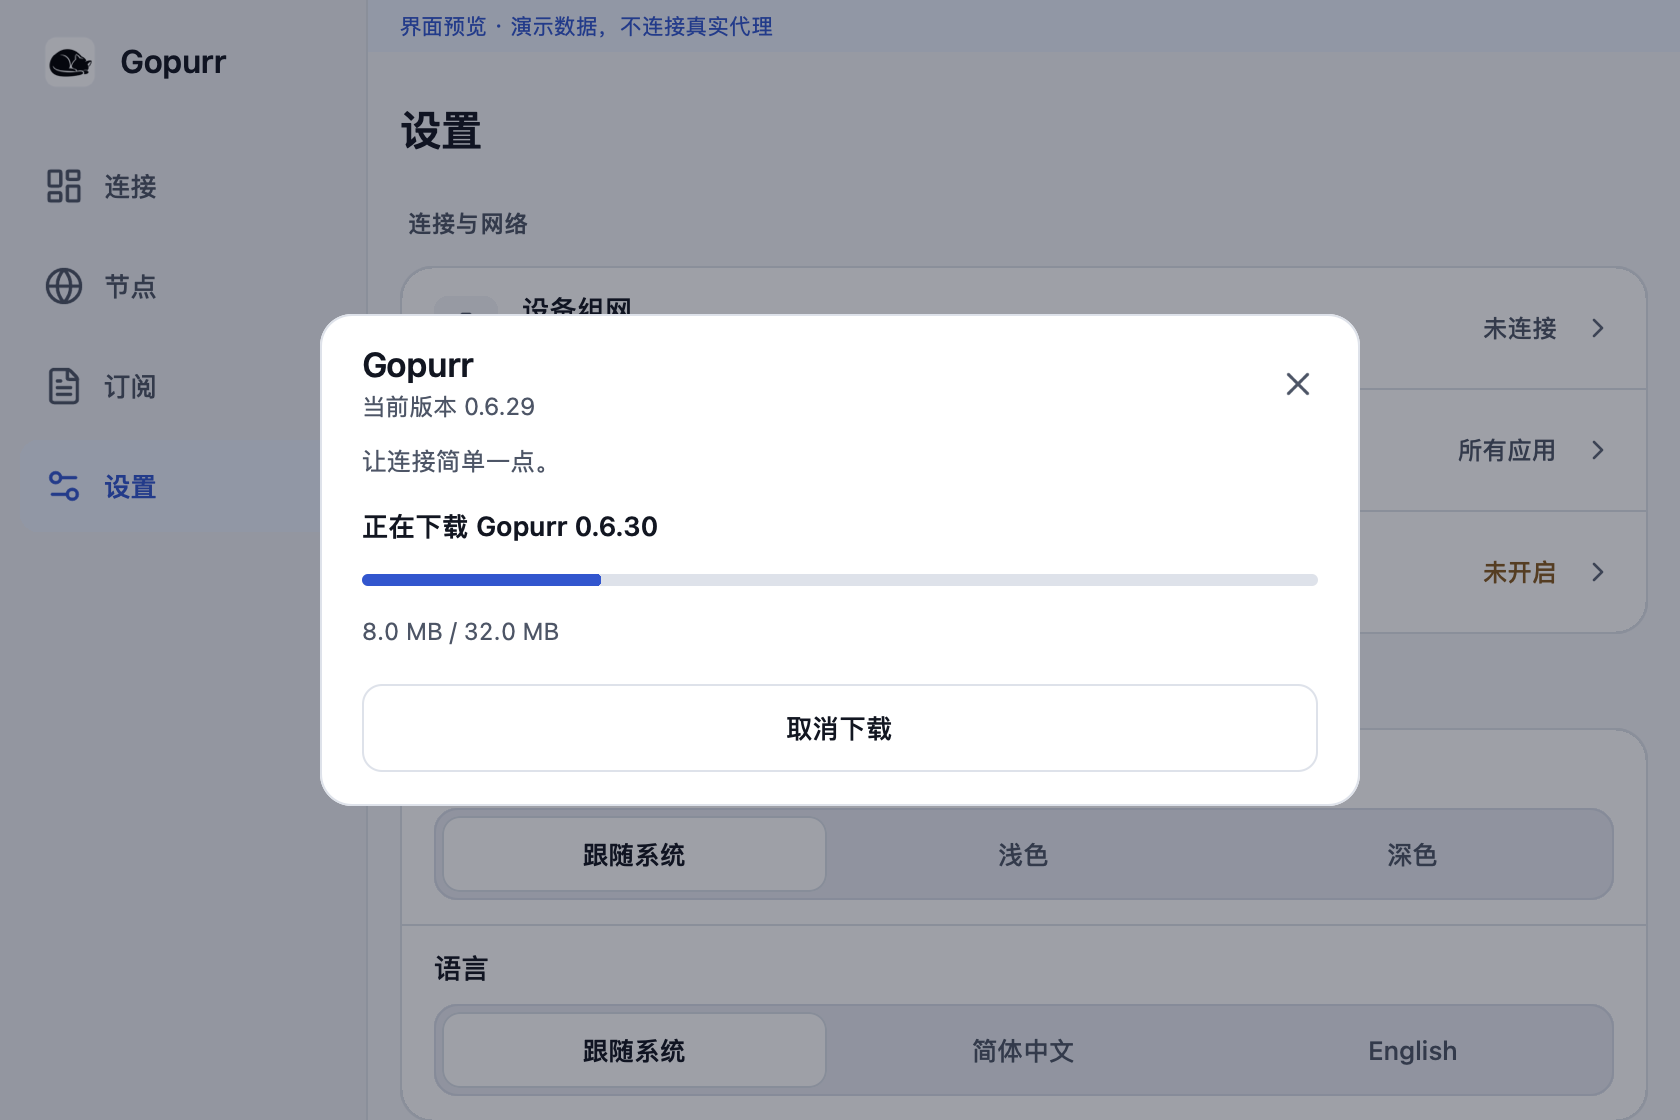 Gopurr
连接
节点
订阅
设置
界面预览 · 演示数据，不连接真实代理
设置
连接与网络
设备组网
未连接
所有应用
未开启
Gopurr
当前版本 0.6.29
让连接简单一点。
正在下载 Gopurr 0.6.30
8.0 MB / 32.0 MB
取消下载
跟随系统
浅色
深色
语言
跟随系统
简体中文
English